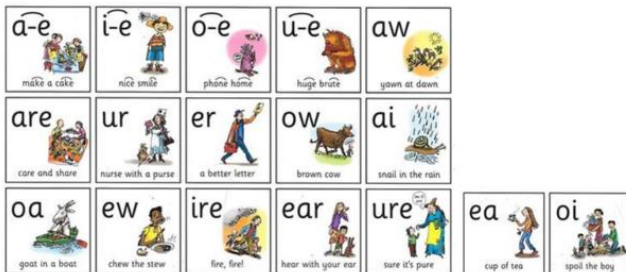 a-e
make a cake
i-e
nice smile
o-e
phone home
u-e
huge brute
aw
yawn at dawn
are
care and share
ur
nurse with a purse
er
a better letter
ow
brown cow
ai
snail in the rain
oa
goat in a boat
ew
chew the stew
ire
fire, fire!
ear
hear with your ear
ure
sure it's pure
ea
cup of tea
oi
spoil the boy